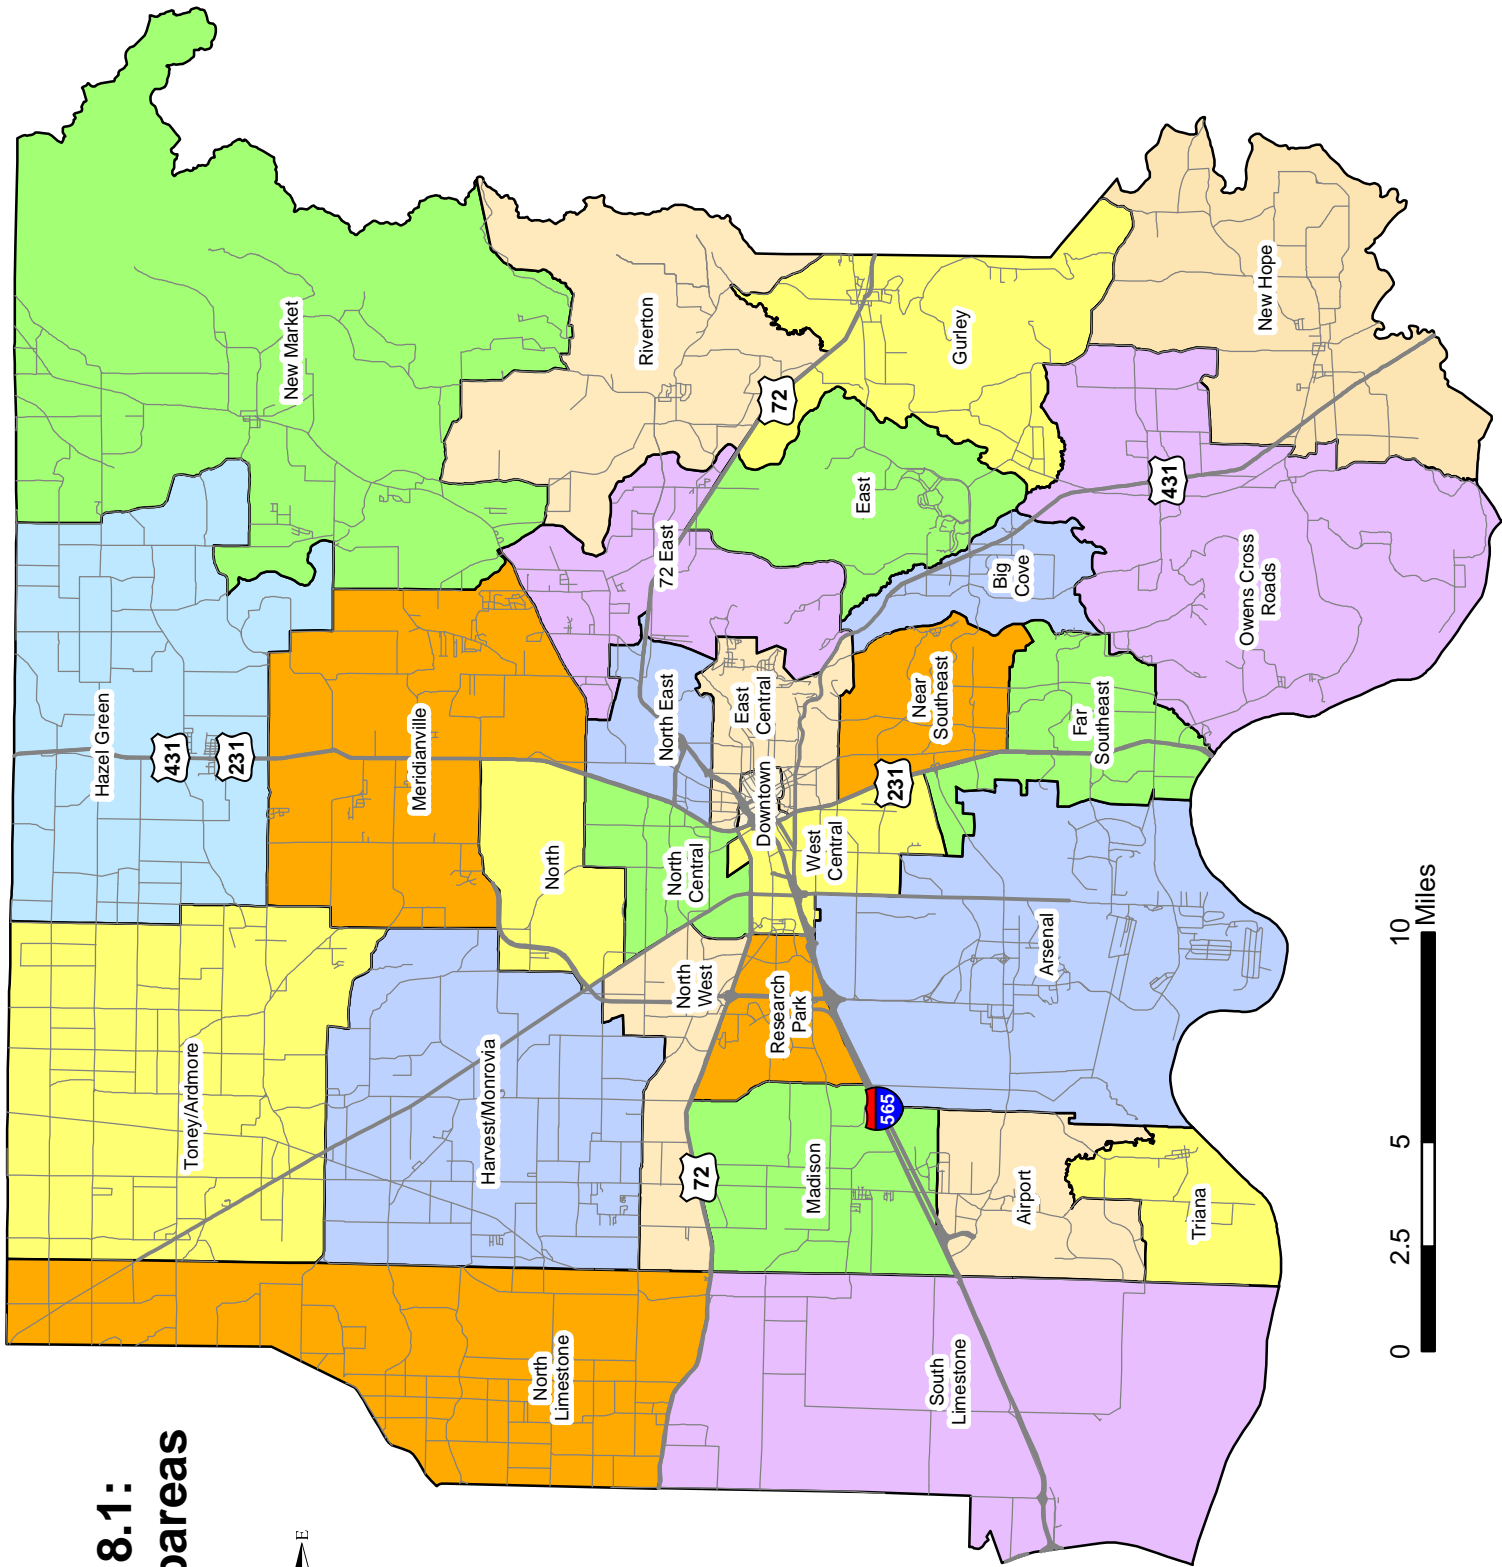 8.1:
E
New Market
Hazel Green
431
231
Toney/Ardmore
Meridianville
Riverton
North
Harvest/Monrovia
72 East
North East
North
Central
North
West
72
North
Limestone
72
East
Central
Downtown
West
Central
Research
Park
Madison
East
Gurley
231
565
Near
Southeast
Big
Cove
Far
Southeast
Arsenal
Airport
South
Limestone
431
New Hope
Owens Cross
Roads
Triana
0
2.5
5
10
Miles